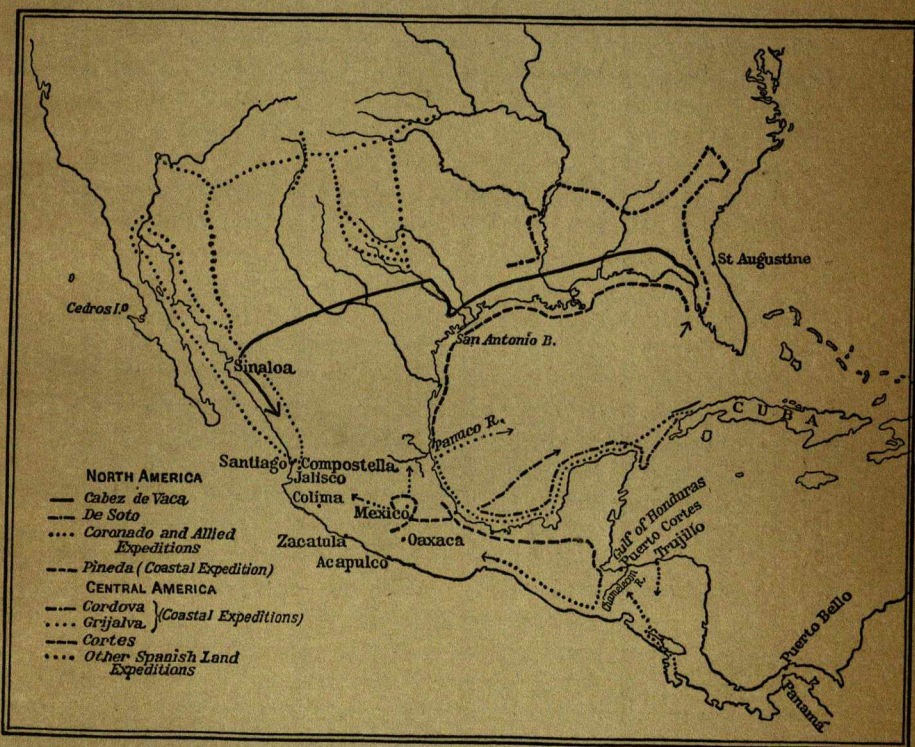 St Augustine
Cedros I.
San Antonio B.
Sinaloa
CUBA
Panuco R.
Santiago
Compostella
Jalisco
Colima
Mexico
Zacatula
Oaxaca
Acapulco
Gulf of Honduras
Puerto Cortes
Trujillo
Chamelecon R.
Puerto Bello
Panamá
NORTH AMERICA
Cabez de Vaca
De Soto
Coronado and Allied
Expeditions
Pineda (Coastal Expedition)
CENTRAL AMERICA
Cordova
Grijalva
(Coastal Expeditions)
Cortes
Other Spanish Land
Expeditions